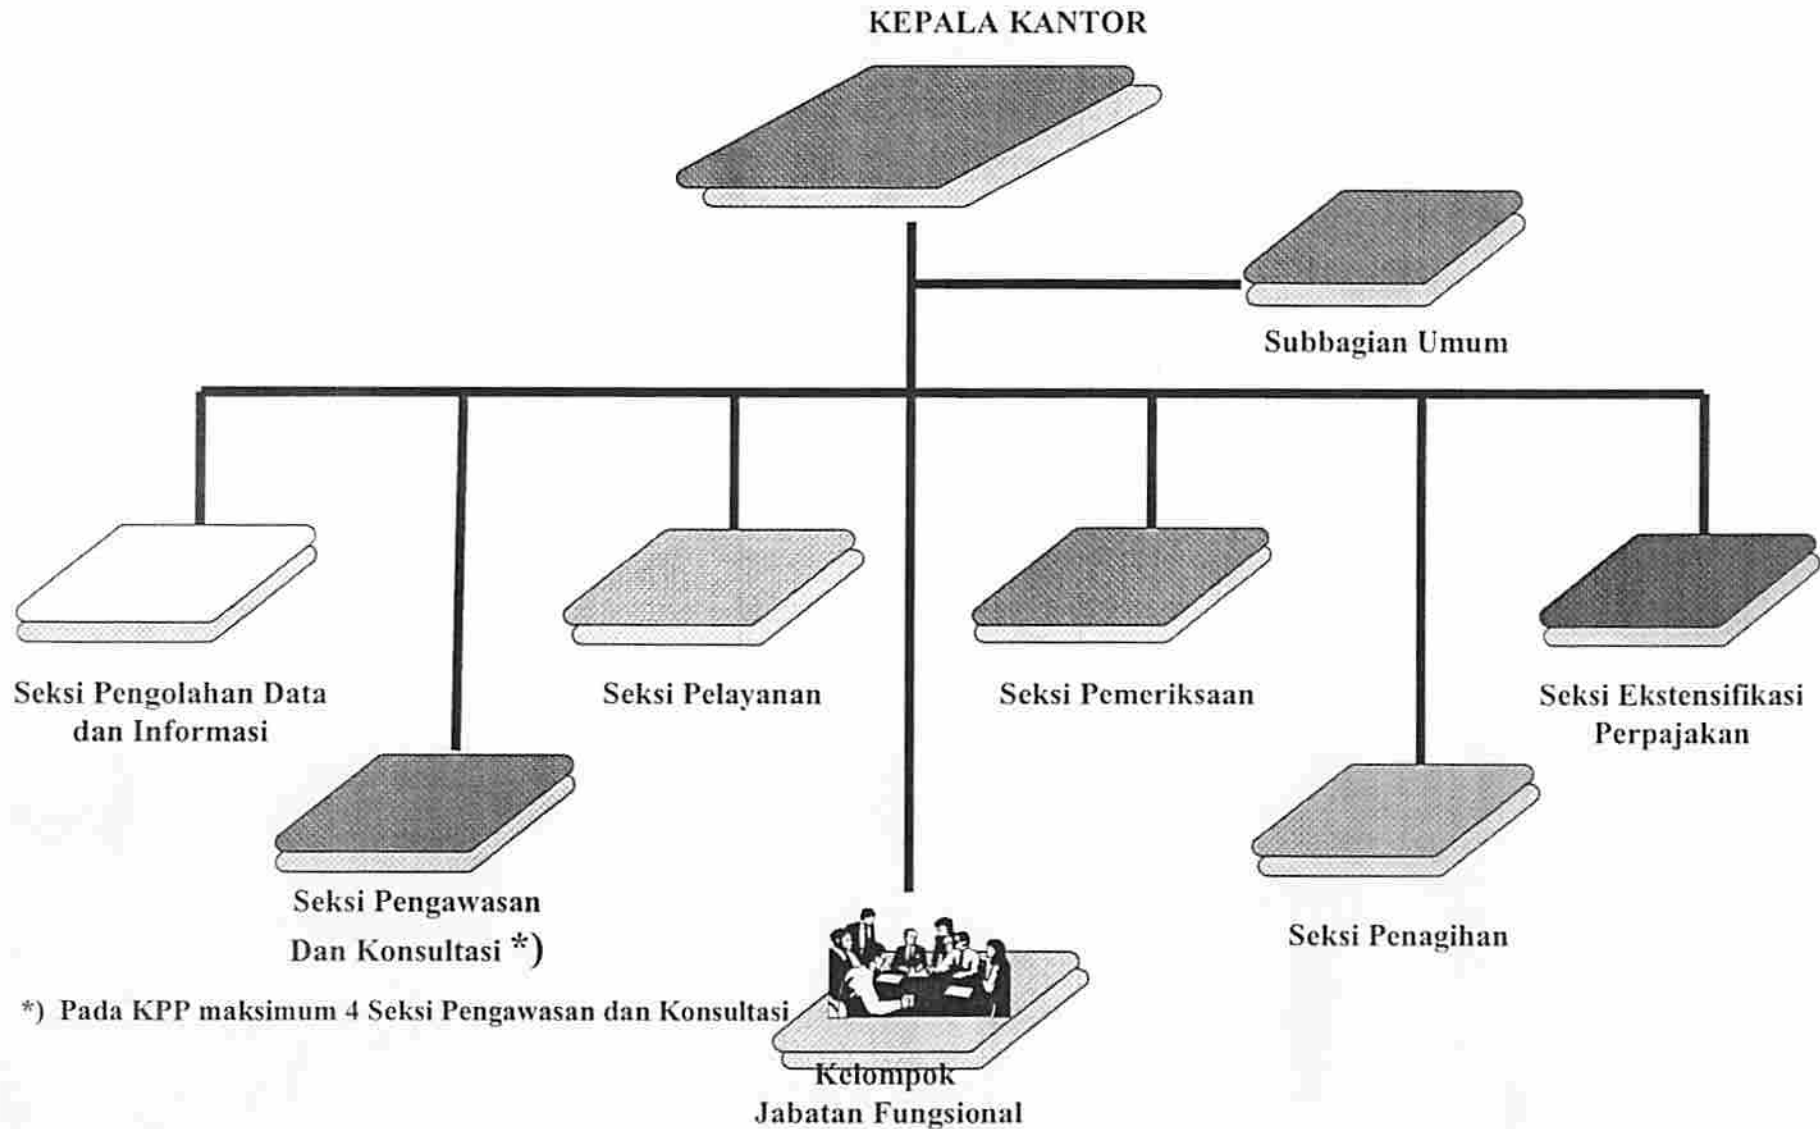 KEPALA KANTOR
Subbagian Umum
Seksi Pengolahan Data
dan Informasi
Seksi Pelayanan
Seksi Pemeriksaan
Seksi Ekstensifikasi
Perpajakan
Seksi Pengawasan
Dan Konsultasi *)
Seksi Penagihan
*) Pada KPP maksimum 4 Seksi Pengawasan dan Konsultasi
Kelompok
Jabatan Fungsional